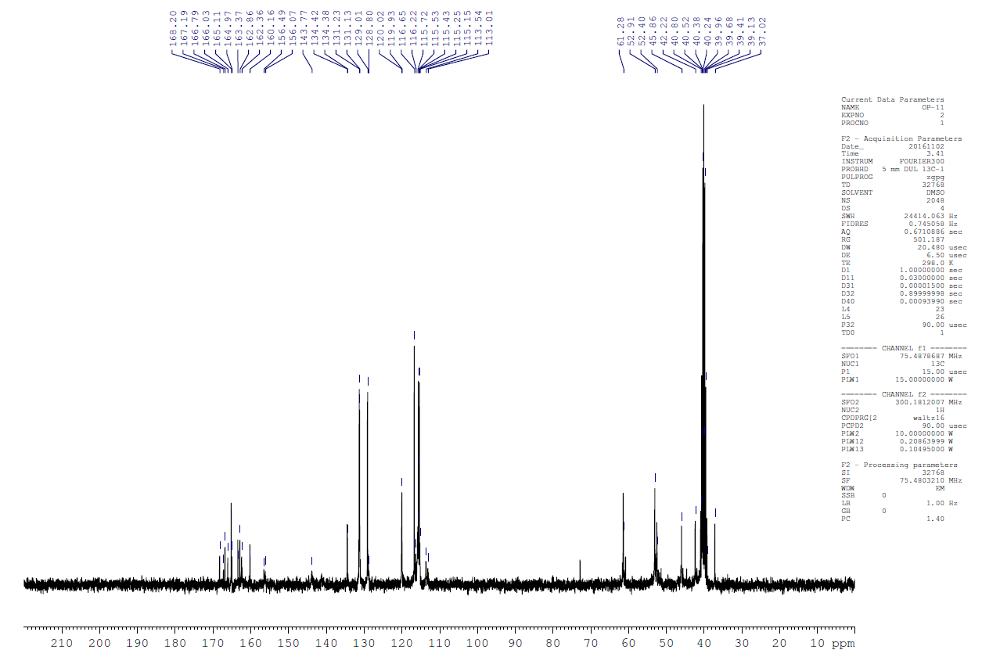 168.20
167.19
166.79
166.03
165.11
164.97
163.37
162.86
162.36
160.16
156.49
156.07
143.77
134.42
134.38
131.23
131.13
129.01
128.80
120.02
119.93
116.65
116.22
115.72
115.53
115.43
115.25
115.15
113.54
113.01
61.28
52.91
52.40
45.86
42.22
40.80
40.52
40.38
40.24
39.96
39.68
39.41
39.13
37.02
Current Data Parameters
NAME OP-11
EXPNO 2
PROCNO 1
F2 - Acquisition Parameters
Date_ 20161102
Time 3.41
INSTRUM FOURIER300
PROBHD 5 mm DUL 13C-1
PULPROG zgpg
TD 32768
SOLVENT DMSO
NS 2048
DS 4
SWH 24414.063 Hz
FIDRES 0.745058 Hz
AQ 0.6710886 sec
RG 501.187
DW 20.480 usec
DE 6.50 usec
TE 298.0 K
D1 1.00000000 sec
D11 0.03000000 sec
D31 0.00001500 sec
D32 0.89999998 sec
D40 0.00093990 sec
L4 23
L5 26
P32 90.00 usec
TD0 1
======== CHANNEL f1 ========
SFO1 75.4878687 MHz
NUC1 13C
P1 15.00 usec
PLW1 15.00000000 W
======== CHANNEL f2 ========
SFO2 300.1812007 MHz
NUC2 1H
CPDPRG[2 waltz16
PCPD2 90.00 usec
PLW2 10.00000000 W
PLW12 0.20863999 W
PLW13 0.10495000 W
F2 - Processing parameters
SI 32768
SF 75.4803210 MHz
WDW EM
SSB 0
LB 1.00 Hz
GB 0
PC 1.40
210 200 190 180 170 160 150 140 130 120 110 100 90 80 70 60 50 40 30 20 10 ppm